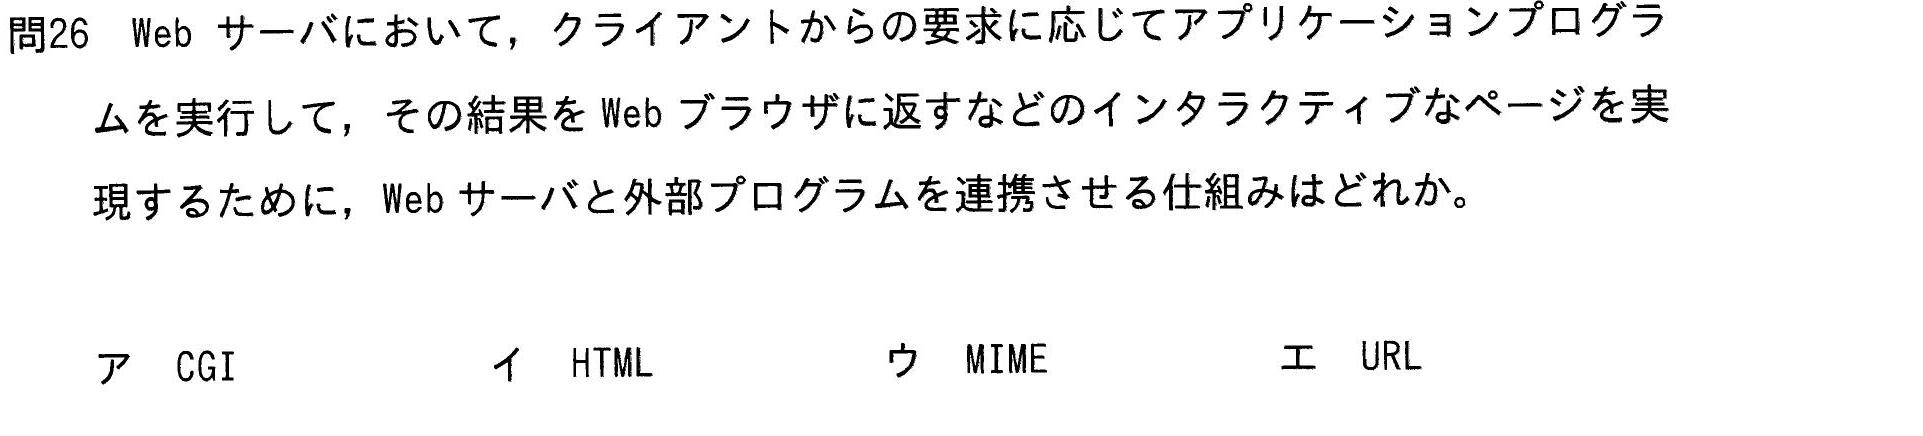 問26 Web サーバにおいて，クライアントからの要求に応じてアプリケーションプログラ
ムを実行して，その結果を Web ブラウザに返すなどのインタラクティブなページを実
現するために，Web サーバと外部プログラムを連携させる仕組みはどれか。
ア CGI イ HTML ウ MIME エ URL